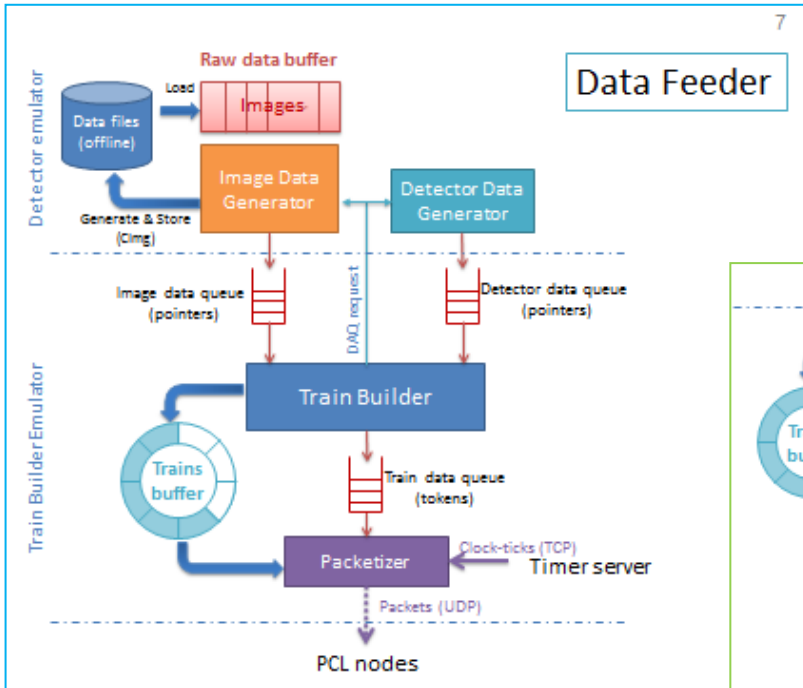 7
Data Feeder
Raw data buffer
Load
Images
Data files
(offline)
Detector emulator
Image Data
Generator
Detector Data
Generator
Generate & Store
(CImg)
Image data queue
(pointers)
DAQ request
Detector data queue
(pointers)
Train Builder
Train Builder Emulator
Trains
buffer
Train data queue
(tokens)
Packetizer
Clock-ticks (TCP)
Timer server
Packets (UDP)
PCL nodes